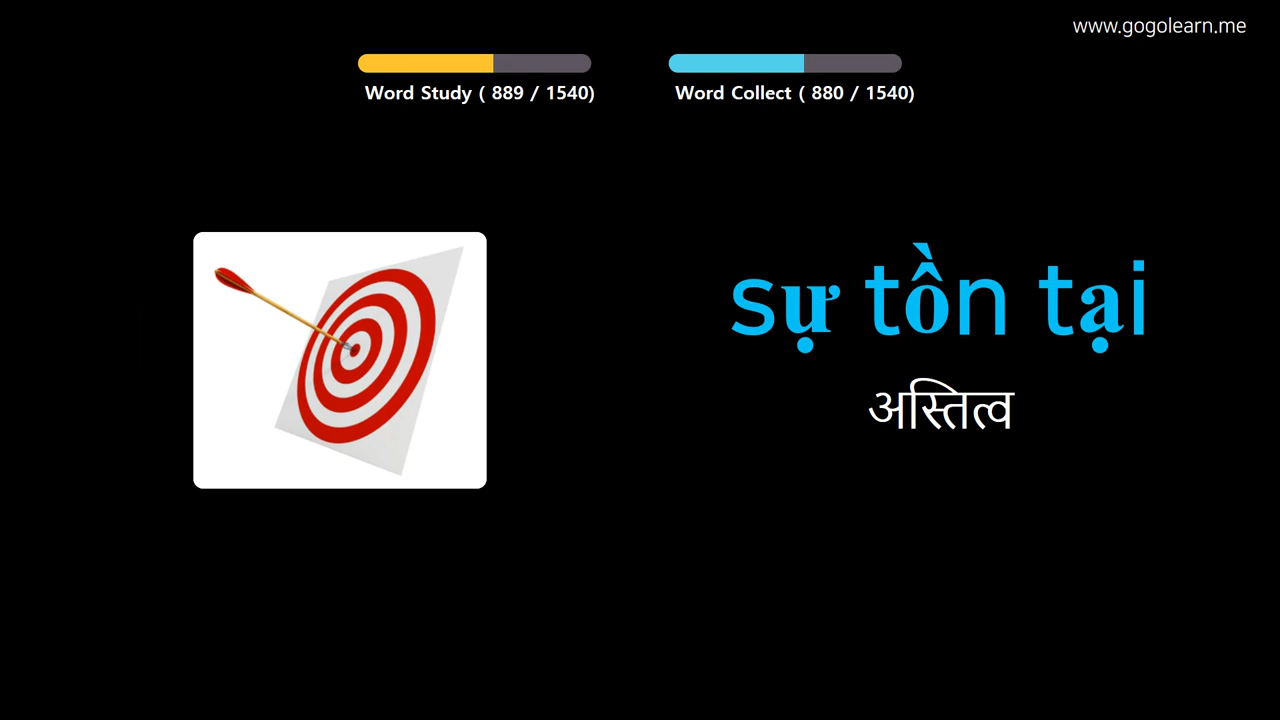 www.gogolearn.me
Word Study ( 889 / 1540)
Word Collect ( 880 / 1540)
sự tồn tại
अस्तित्व